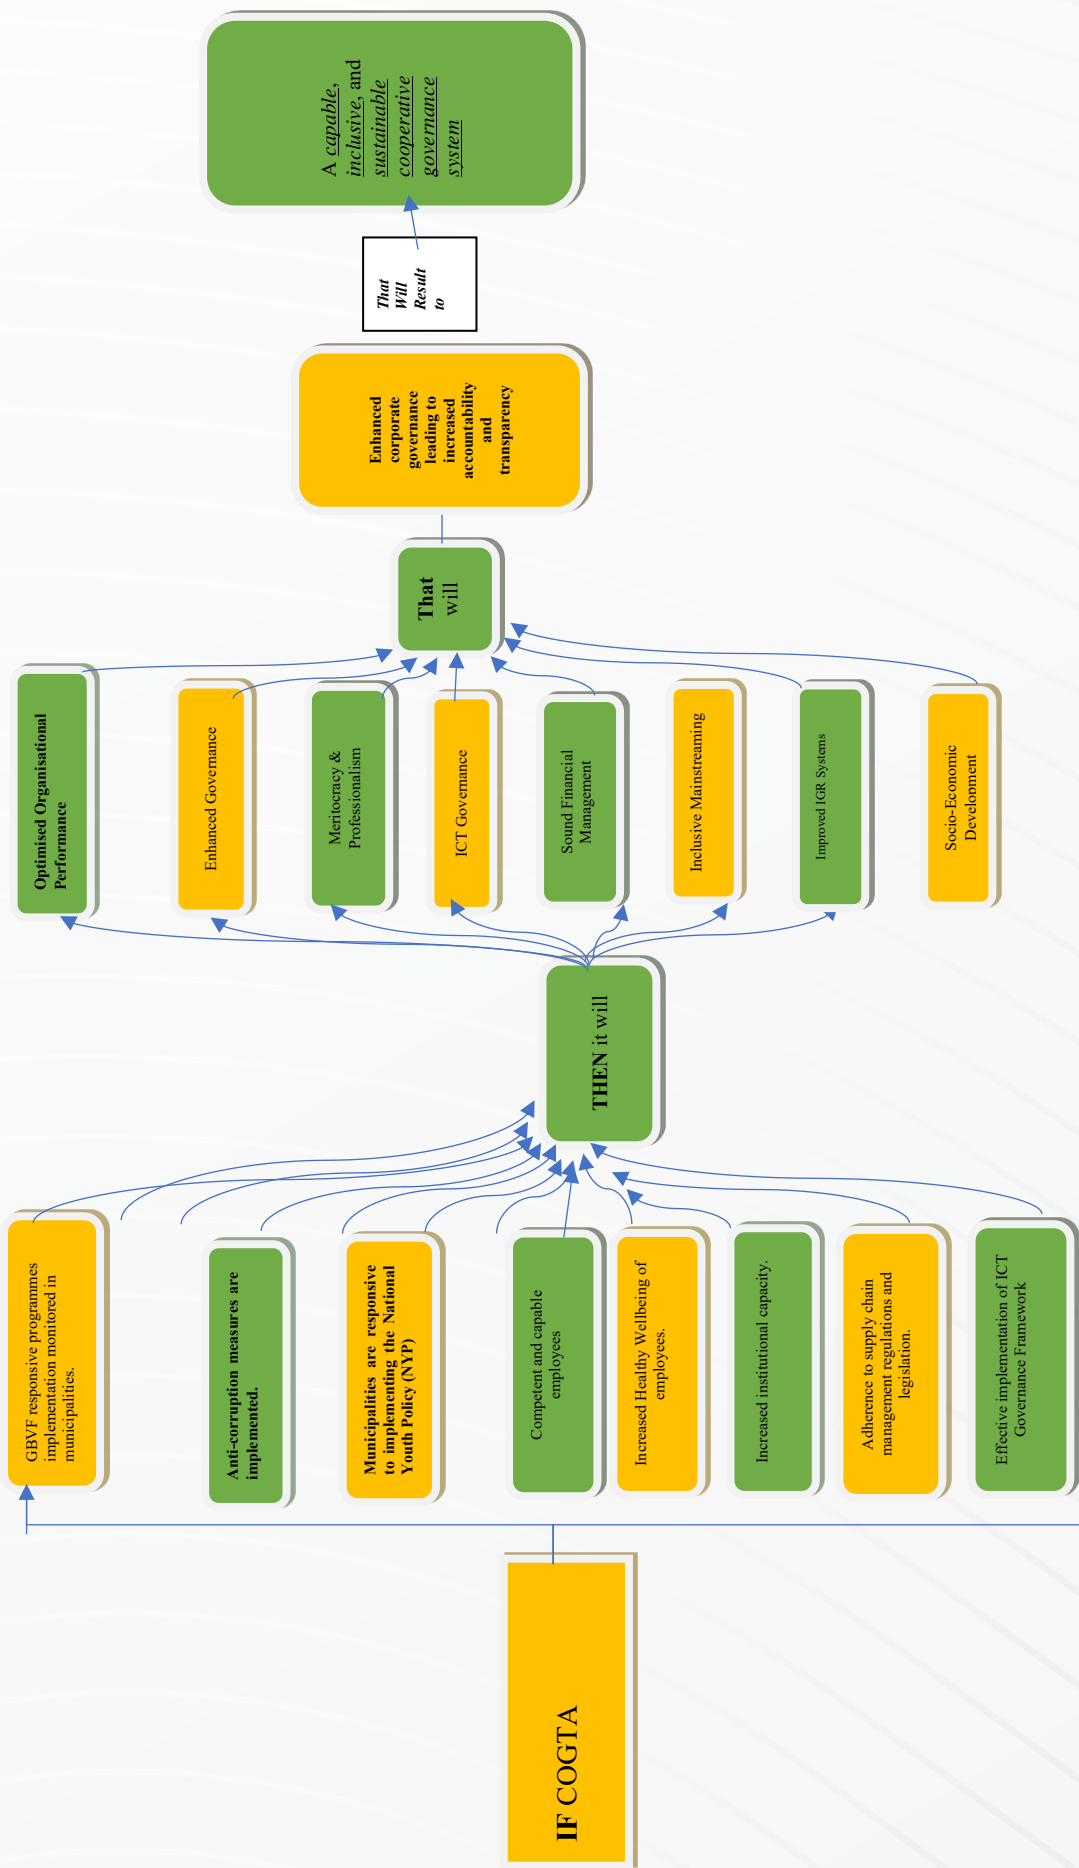 IF COGTA
GBVF responsive programmes
implementation monitored in
municipalities.
Anti-corruption measures are
implemented.
Municipalities are responsive
to implementing the National
Youth Policy (NYP)
Competent and capable
employees
Increased Healthy Wellbeing of
employees.
Increased institutional capacity.
Adherence to supply chain
management regulations and
legislation.
Effective implementation of ICT
Governance Framework
THEN it will
Optimised Organisational
Performance
Enhanced Governance
Meritocracy &
Professionalism
ICT Governance
Sound Financial
Management
Inclusive Mainstreaming
Improved IGR Systems
Socio-Economic
Development
That
will
Enhanced
corporate
governance
leading to
increased
accountability
and
transparency
That
Will
Result
to
A capable,
inclusive, and
sustainable
cooperative
governance
system